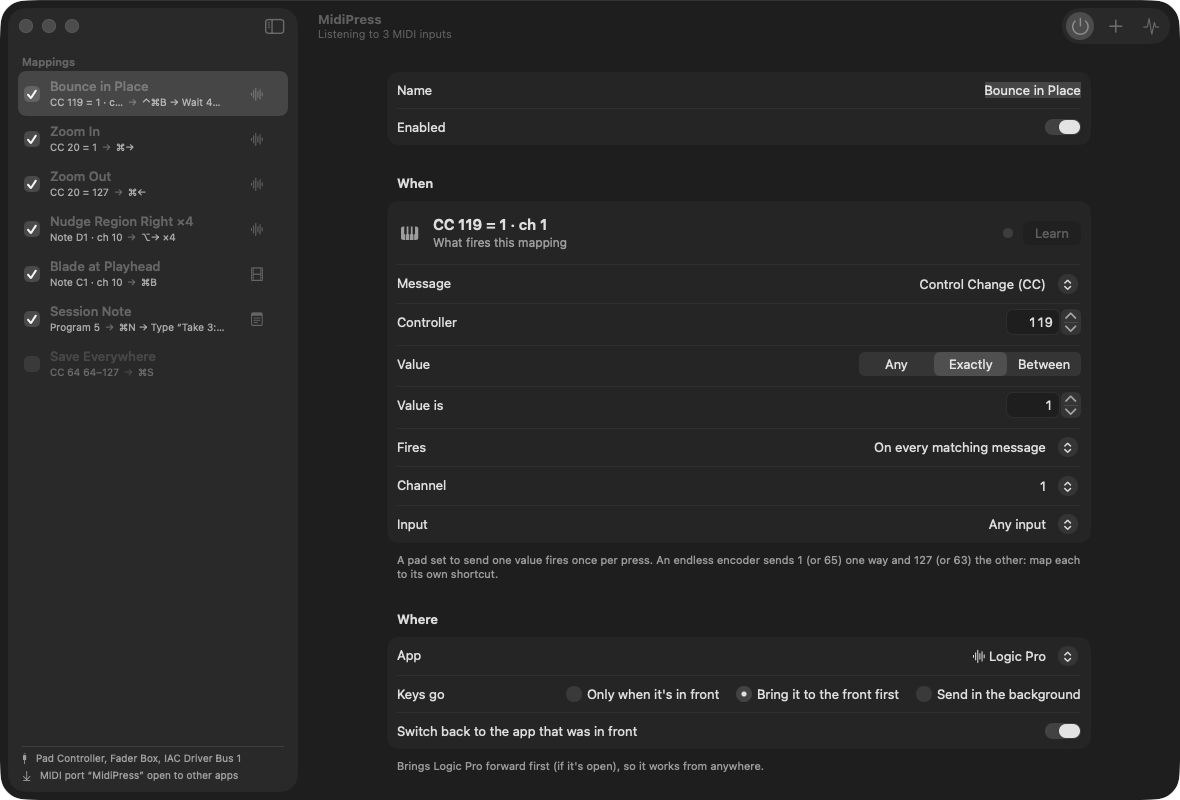 MidiPress
Listening to 3 MIDI inputs
Mappings
Bounce in Place
CC 119 = 1 · c... → ^⌘B → Wait 4...
Zoom In
CC 20 = 1 → ⌘→
Zoom Out
CC 20 = 127 → ⌘←
Nudge Region Right ×4
Note D1 · ch 10 → ⌥→ ×4
Blade at Playhead
Note C1 · ch 10 → ⌘B
Session Note
Program 5 → ⌘N → Type “Take 3:...
Save Everywhere
CC 64 64–127 → ⌘S
Pad Controller, Fader Box, IAC Driver Bus 1
MIDI port “MidiPress” open to other apps
Name Bounce in Place
Enabled
When
CC 119 = 1 · ch 1
What fires this mapping
Learn
Message Control Change (CC)
Controller 119
Value Any Exactly Between
Value is 1
Fires On every matching message
Channel 1
Input Any input
A pad set to send one value fires once per press. An endless encoder sends 1 (or 65) one way and 127 (or 63) the other: map each
to its own shortcut.
Where
App Logic Pro
Keys go Only when it's in front Bring it to the front first Send in the background
Switch back to the app that was in front
Brings Logic Pro forward first (if it's open), so it works from anywhere.